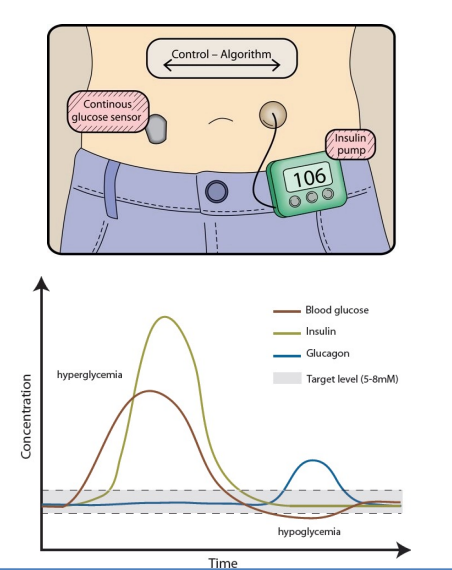 Control – Algorithm
Continous
glucose sensor
Insulin
pump
106
Blood glucose
Insulin
Glucagon
Target level (5-8mM)
hyperglycemia
Concentration
hypoglycemia
Time